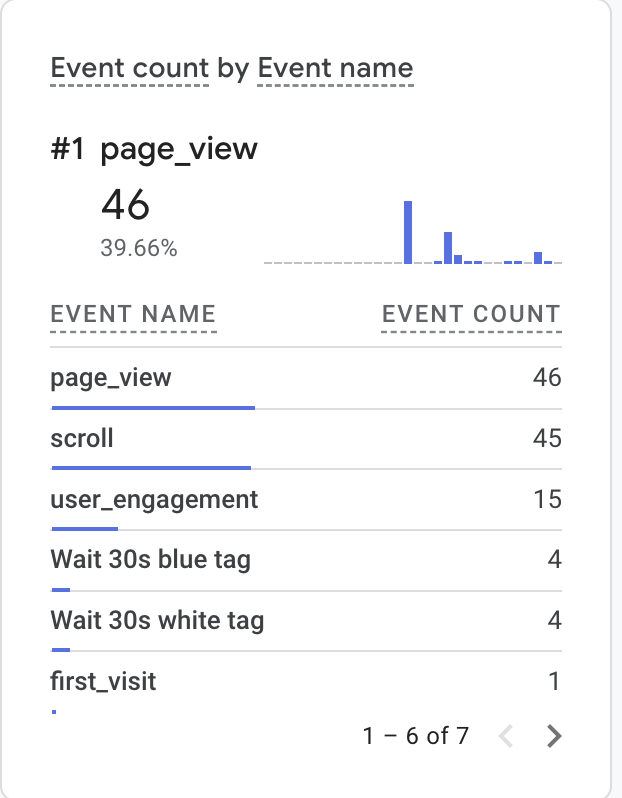 Event count by Event name
#1 page_view
46
39.66%
EVENT NAME EVENT COUNT
page_view 46
scroll 45
user_engagement 15
Wait 30s blue tag 4
Wait 30s white tag 4
first_visit 1
1 – 6 of 7